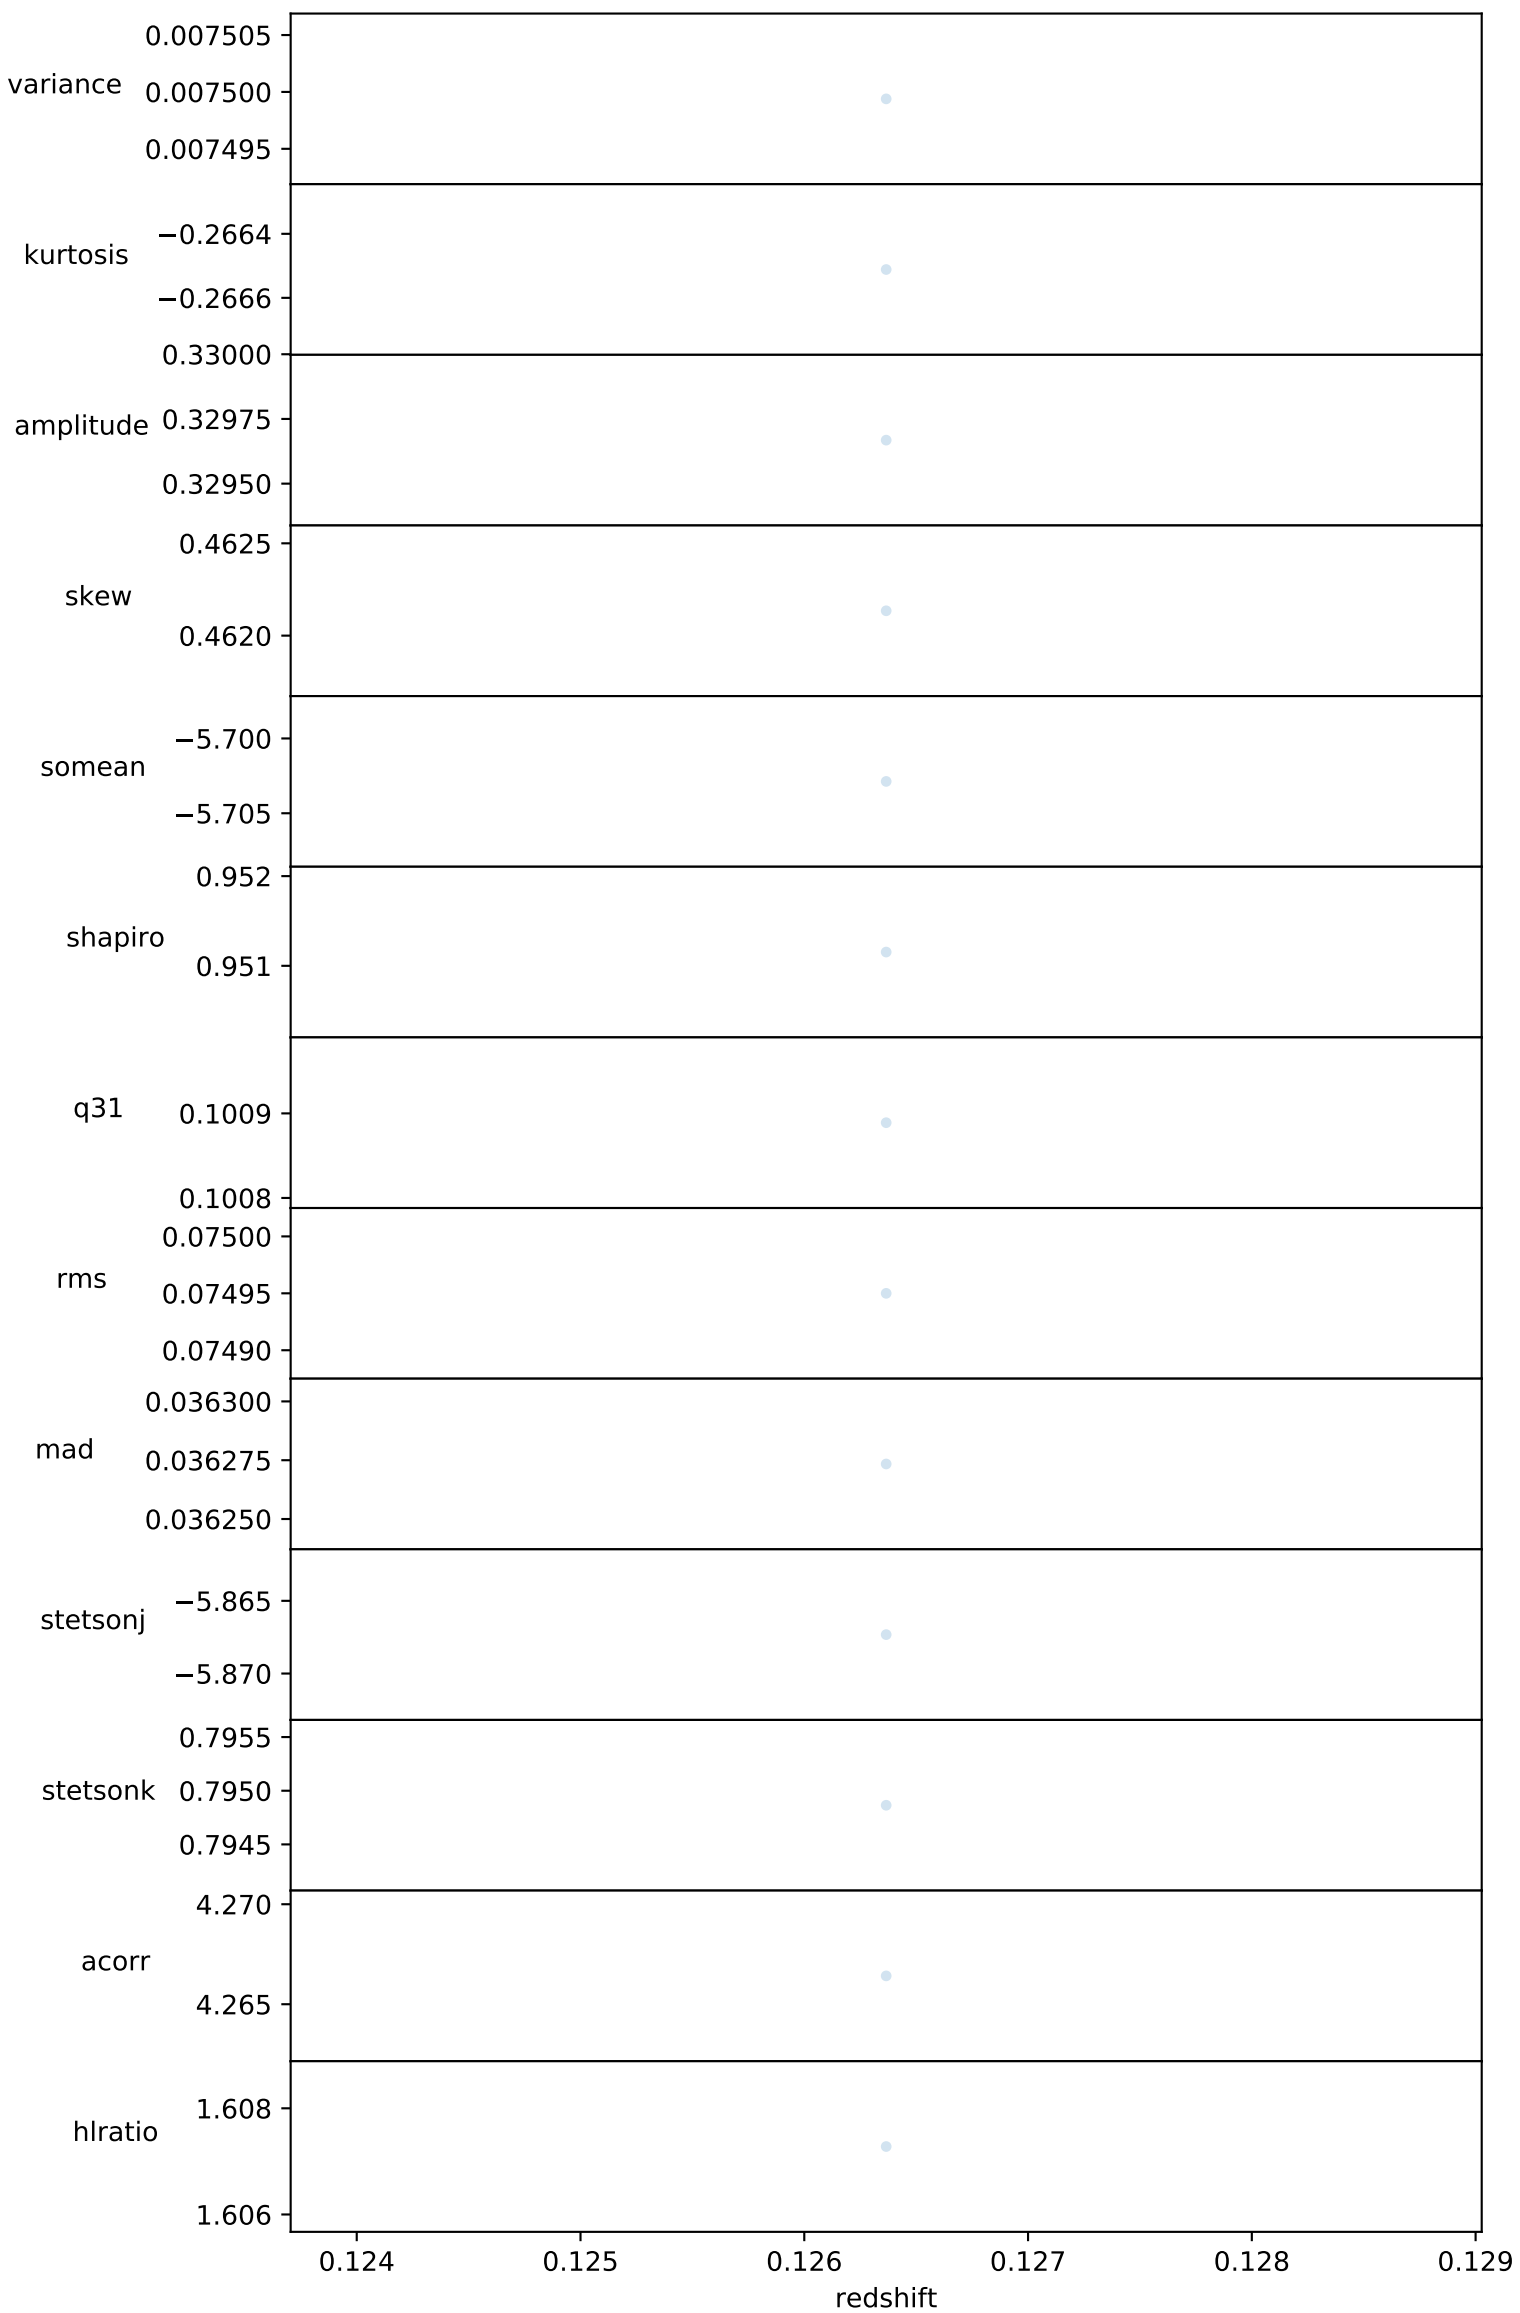 0.007505
variance 0.007500
0.007495
kurtosis −0.2664
−0.2666
0.33000
amplitude 0.32975
0.32950
0.4625
skew
0.4620
−5.700
somean
−5.705
0.952
shapiro
0.951
q31 0.1009
0.1008
0.07500
rms 0.07495
0.07490
0.036300
mad 0.036275
0.036250
−5.865
stetsonj
−5.870
0.7955
stetsonk 0.7950
0.7945
4.270
acorr
4.265
1.608
hlratio
1.606
0.124 0.125 0.126 0.127 0.128 0.129
redshift